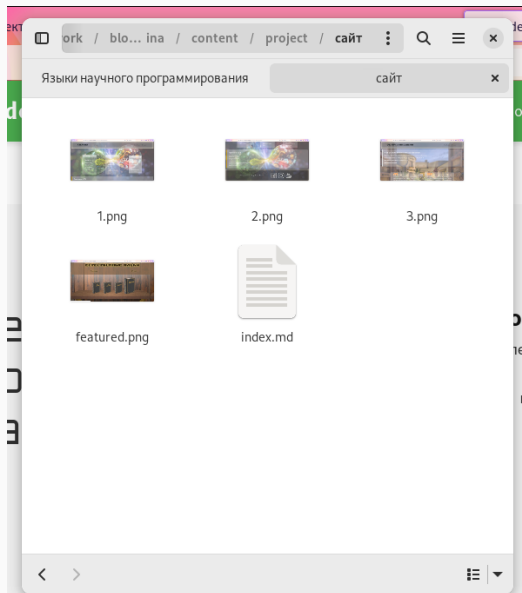 ork / blo... ina / content / project / сайт
Языки научного программирования
сайт
1.png
2.png
3.png
featured.png
index.md